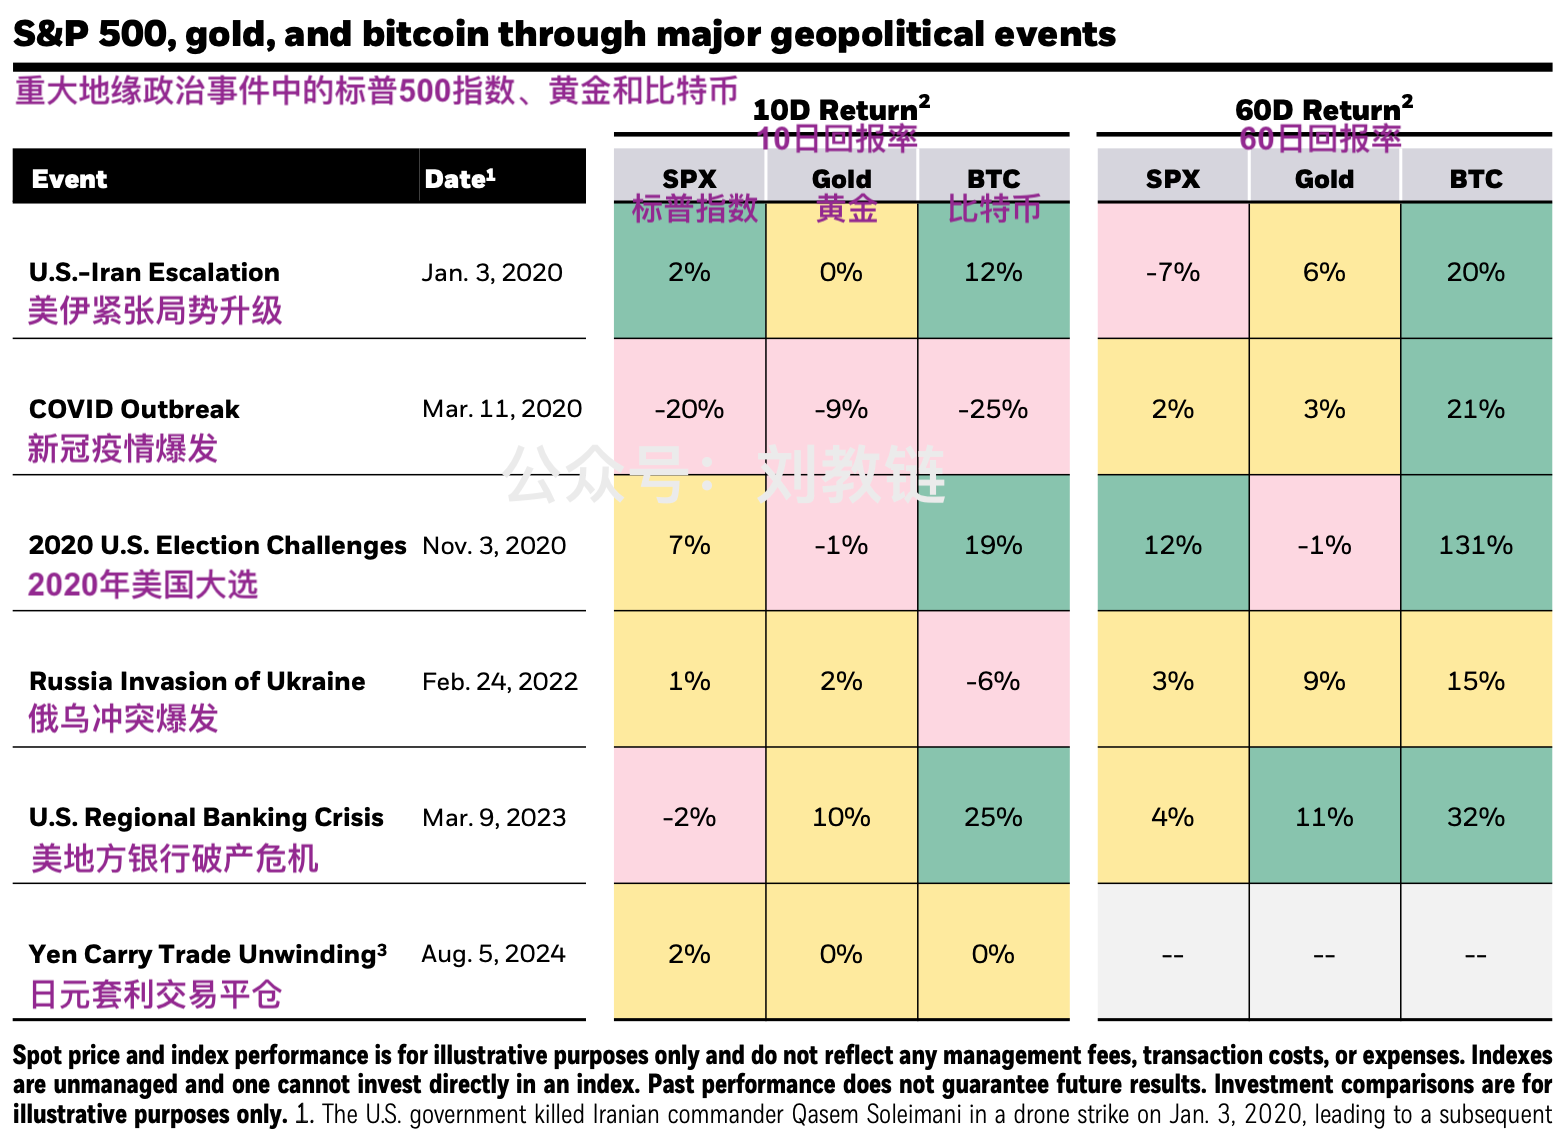 S&P 500, gold, and bitcoin through major geopolitical events
重大地缘政治事件中的标普500指数、黄金和比特币
10D Return² 60D Return²
10日回报率 60日回报率
Event Date¹ SPX Gold BTC SPX Gold BTC
标普指数 黄金 比特币
U.S.-Iran Escalation Jan. 3, 2020 2% 0% 12% -7% 6% 20%
美伊紧张局势升级
COVID Outbreak Mar. 11, 2020 -20% -9% -25% 2% 3% 21%
新冠疫情爆发
公众号：刘教链
2020 U.S. Election Challenges Nov. 3, 2020 7% -1% 19% 12% -1% 131%
2020年美国大选
Russia Invasion of Ukraine Feb. 24, 2022 1% 2% -6% 3% 9% 15%
俄乌冲突爆发
U.S. Regional Banking Crisis Mar. 9, 2023 -2% 10% 25% 4% 11% 32%
美地方银行破产危机
Yen Carry Trade Unwinding³ Aug. 5, 2024 2% 0% 0% -- -- --
日元套利交易平仓
Spot price and index performance is for illustrative purposes only and do not reflect any management fees, transaction costs, or expenses. Indexes
are unmanaged and one cannot invest directly in an index. Past performance does not guarantee future results. Investment comparisons are for
illustrative purposes only. 1. The U.S. government killed Iranian commander Qasem Soleimani in a drone strike on Jan. 3, 2020, leading to a subsequent